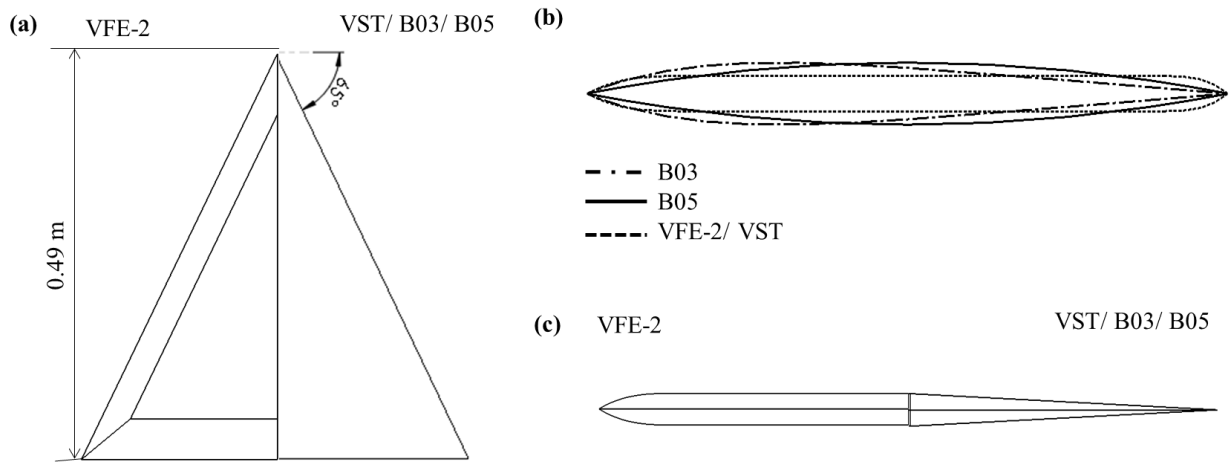 (a) VFE-2 VST/ B03/ B05
65°
0.49 m
(b)
B03
B05
VFE-2/ VST
(c) VFE-2 VST/ B03/ B05